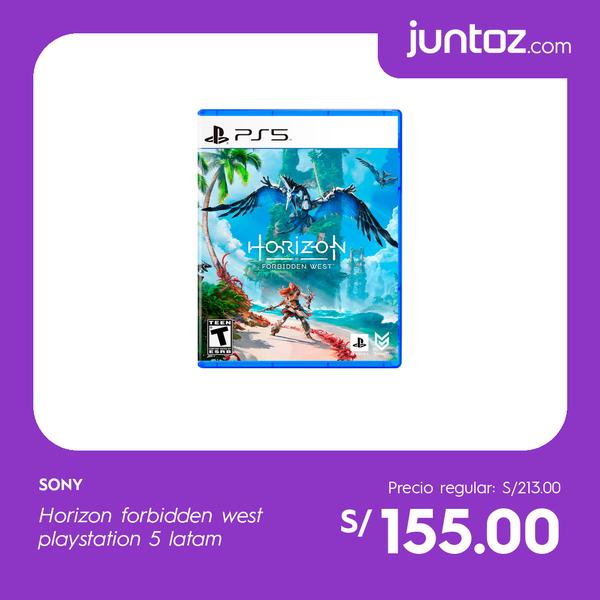 juntoz.com
PS5
HORIZON
FORBIDDEN WEST
TEEN
T
ESRB
SONY
Horizon forbidden west
playstation 5 latam
Precio regular: S/213.00
S/155.00